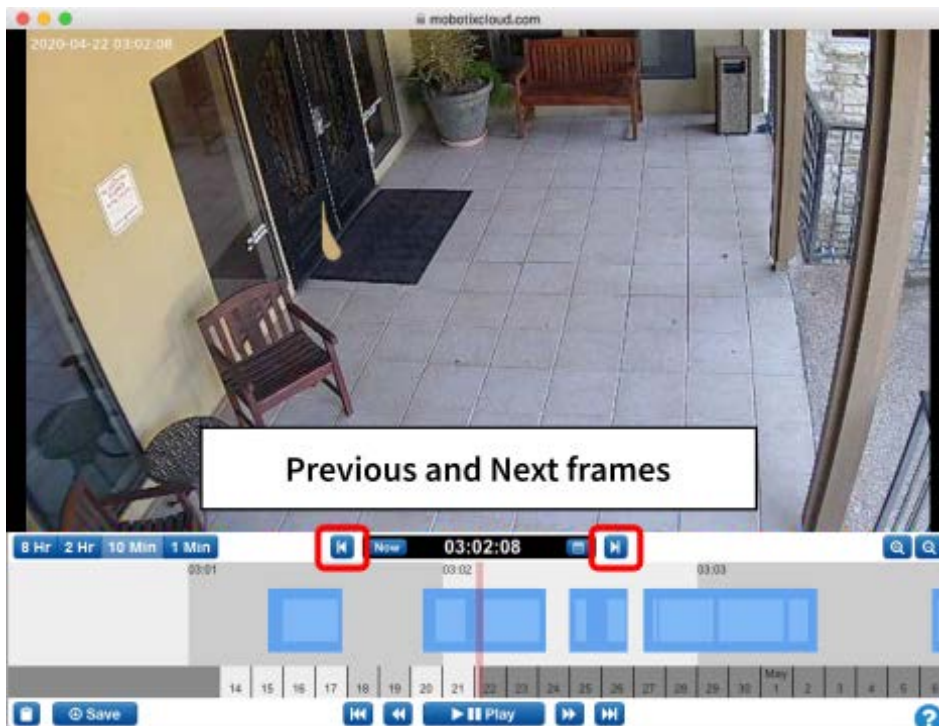 mobotixcloud.com
2020-04-22 03:02:08
Previous and Next frames
8 Hr 2 Hr 10 Min 1 Min Now 03:02:08
03:01 03:02 03:03
May
14 15 16 17 18 19 20 21 22 23 24 25 26 27 28 29 30 1 2 3 4 5 6
Save Play ?